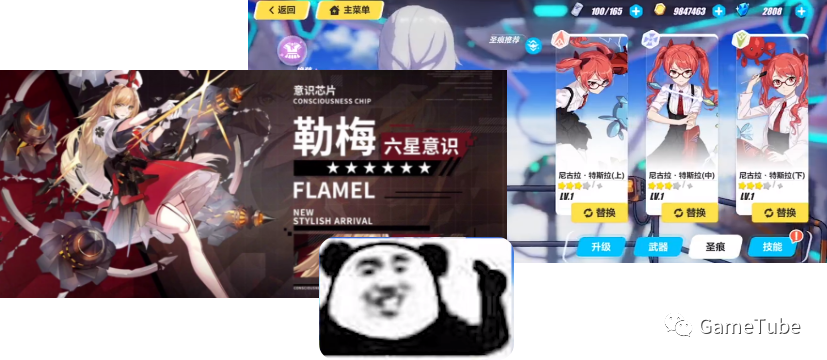 返回
主菜单
100/165
9847463
2808
圣痕推荐
意识芯片
CONSCIOUSNESS CHIP
勒梅 六星意识
FLAMEL
NEW
STYLISH ARRIVAL
尼古拉·特斯拉(上)
LV.1
替换
尼古拉·特斯拉(中)
LV.1
替换
尼古拉·特斯拉(下)
LV.1
替换
升级
武器
圣痕
技能
GameTube